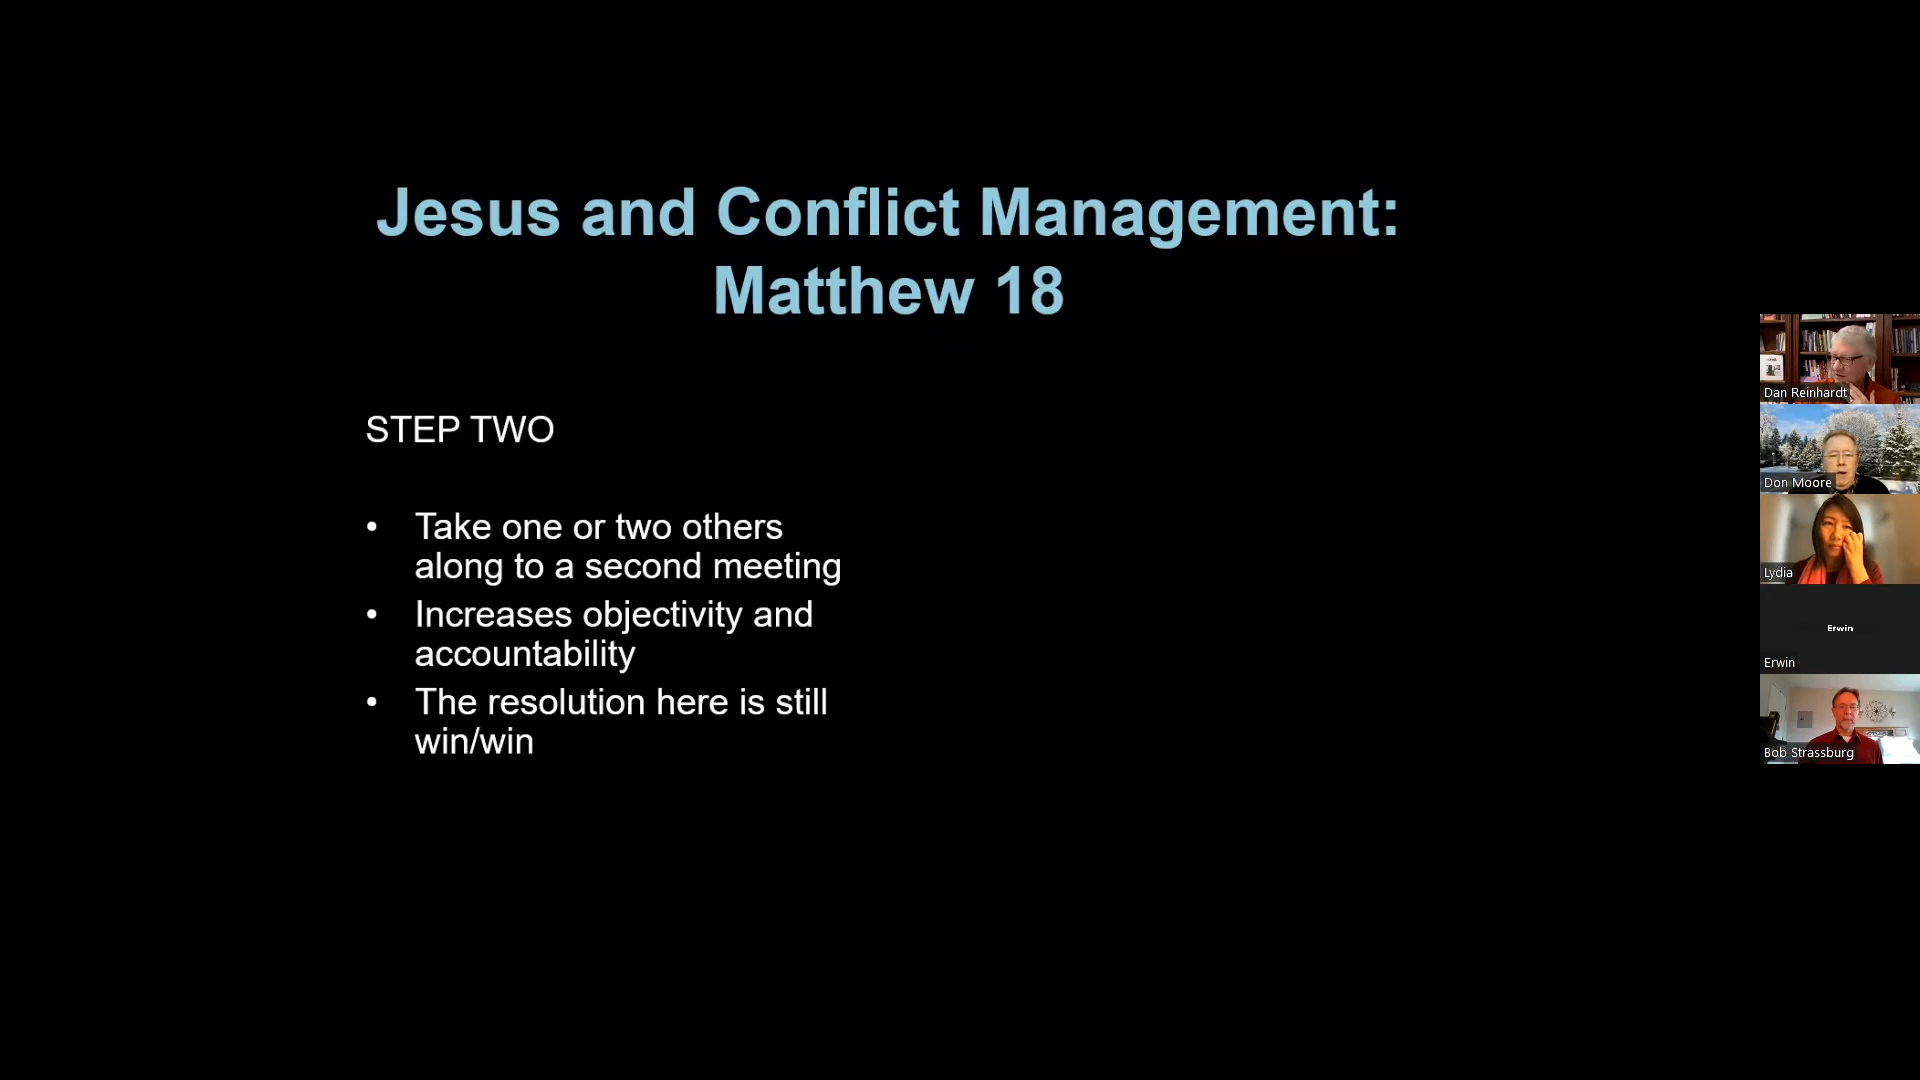 Jesus and Conflict Management:
Matthew 18
STEP TWO
• Take one or two others
along to a second meeting
• Increases objectivity and
accountability
• The resolution here is still
win/win
Dan Reinhardt
Don Moore
Lydia
Erwin
Erwin
Bob Strassburg